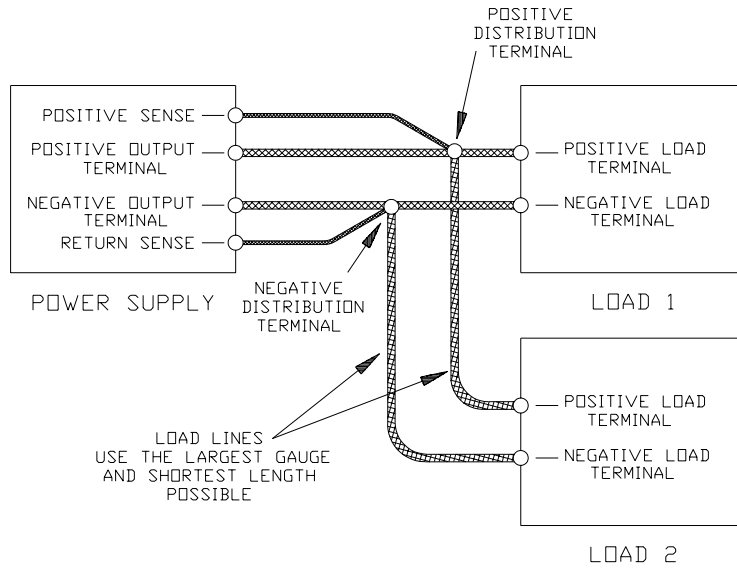 POSITIVE
DISTRIBUTION
TERMINAL
POSITIVE SENSE
POSITIVE OUTPUT
TERMINAL
NEGATIVE OUTPUT
TERMINAL
RETURN SENSE
POWER SUPPLY
NEGATIVE
DISTRIBUTION
TERMINAL
POSITIVE LOAD
TERMINAL
NEGATIVE LOAD
TERMINAL
LOAD 1
LOAD LINES
USE THE LARGEST GAUGE
AND SHORTEST LENGTH
POSSIBLE
POSITIVE LOAD
TERMINAL
NEGATIVE LOAD
TERMINAL
LOAD 2